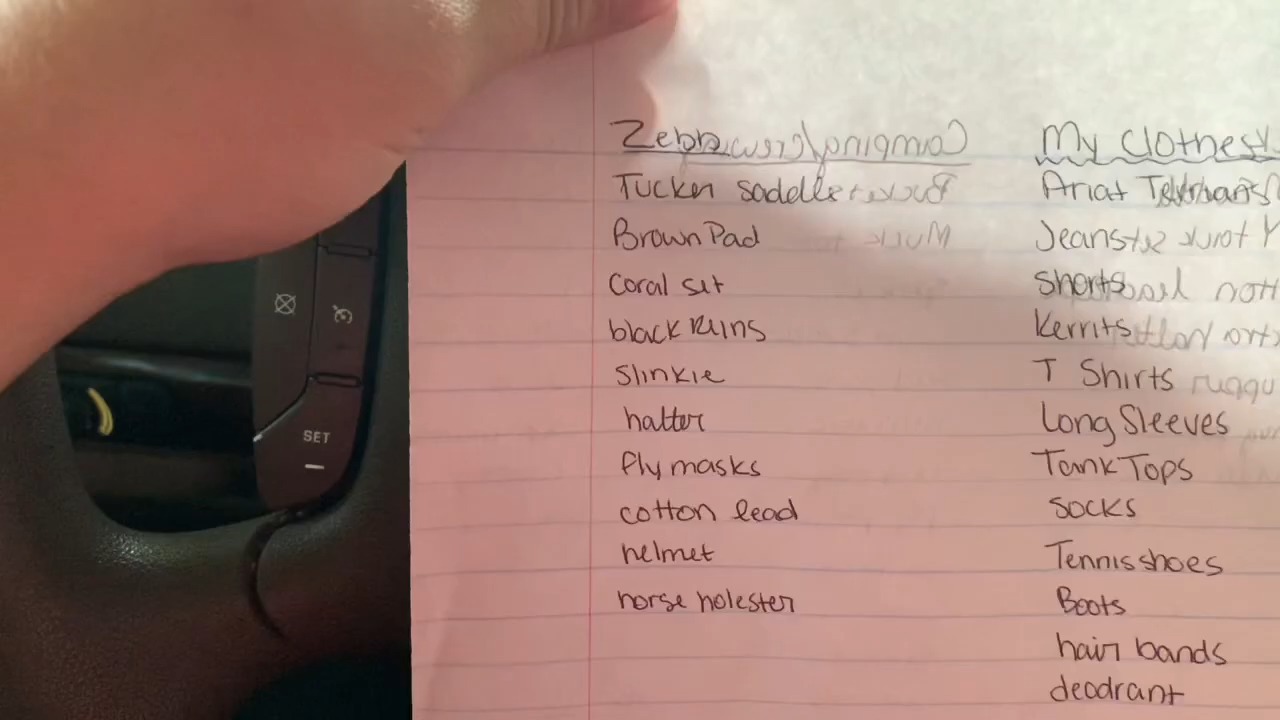 SET
Zebra
Tucker saddle
Brown Pad
Coral set
black Reins
Slinkie
halter
fly masks
cotton lead
helmet
horse holester
My Clothes
Ariat
Jeans
shorts
Kerrits
T Shirts
Long Sleeves
Tank Tops
SOCKS
Tennis shoes
Boots
hair bands
deodrant